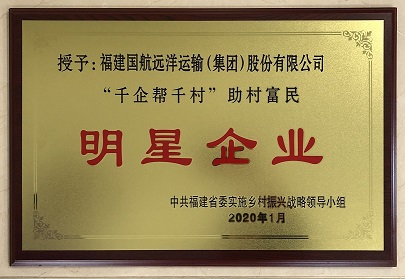 授予:福建国航远洋运输(集团)股份有限公司
“千企帮千村”助村富民
明星企业
中共福建省委实施乡村振兴战略领导小组
2020年1月